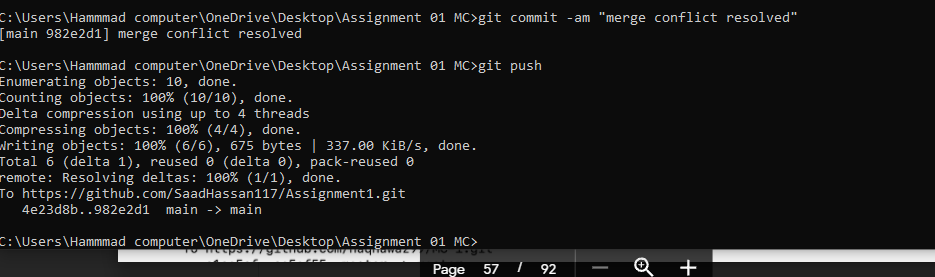 C:\Users\Hammmad computer\OneDrive\Desktop\Assignment 01 MC>git commit -am "merge conflict resolved"
[main 982e2d1] merge conflict resolved
C:\Users\Hammmad computer\OneDrive\Desktop\Assignment 01 MC>git push
Enumerating objects: 10, done.
Counting objects: 100% (10/10), done.
Delta compression using up to 4 threads
Compressing objects: 100% (4/4), done.
Writing objects: 100% (6/6), 675 bytes | 337.00 KiB/s, done.
Total 6 (delta 1), reused 0 (delta 0), pack-reused 0
remote: Resolving deltas: 100% (1/1), done.
To https://github.com/SaadHassan117/Assignment1.git
4e23d8b..982e2d1 main -> main
C:\Users\Hammmad computer\OneDrive\Desktop\Assignment 01 MC>
Page 57 / 92